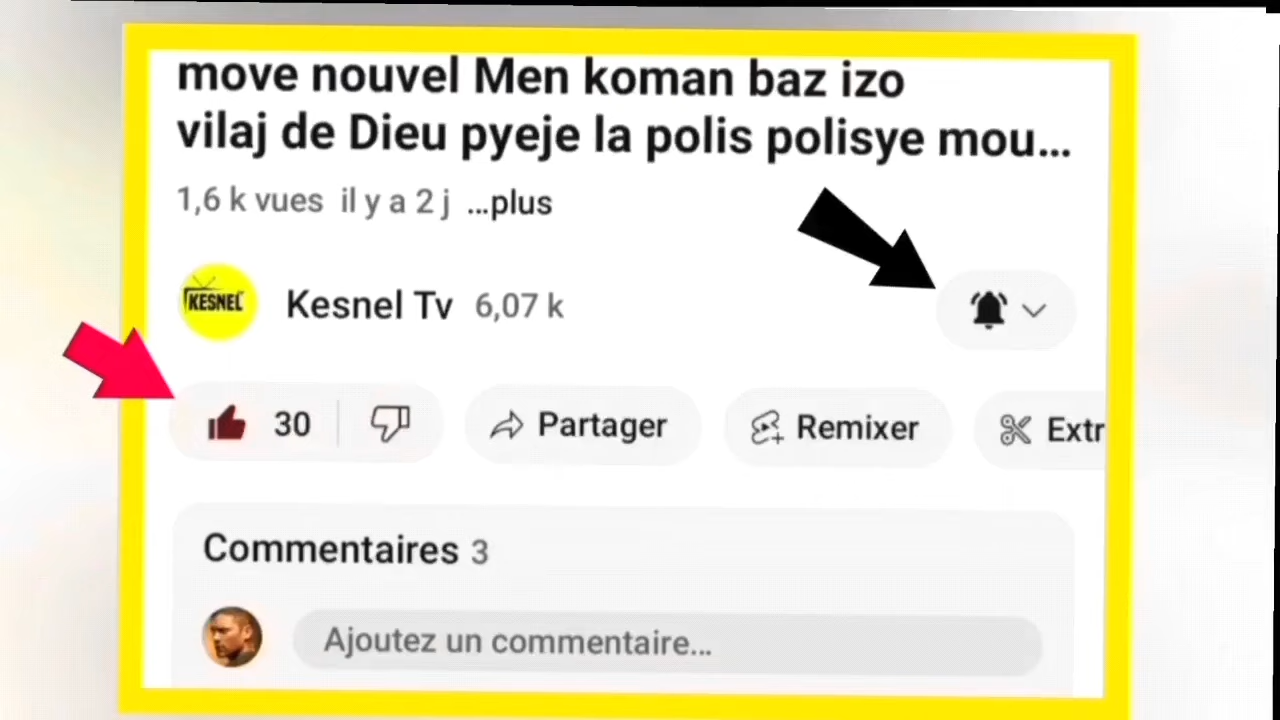 move nouvel Men koman baz izo
vilaj de Dieu pyeje la polis polisye mou...
1,6 k vues il y a 2 j ...plus
KESNEL
Kesnel Tv 6,07 k
30 Partager Remixer Extr
Commentaires 3
Ajoutez un commentaire...